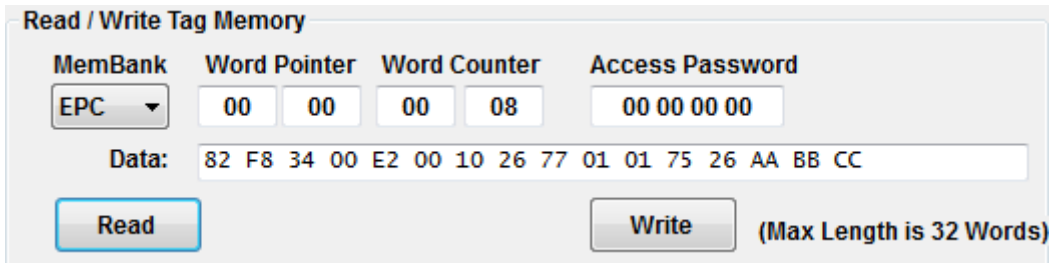 Read / Write Tag Memory
MemBank Word Pointer Word Counter Access Password
EPC 00 00 00 08 00 00 00 00
Data: 82 F8 34 00 E2 00 10 26 77 01 01 75 26 AA BB CC
Read Write (Max Length is 32 Words)